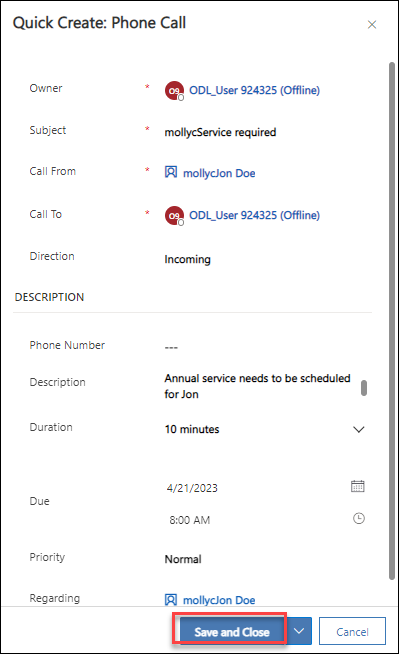 Quick Create: Phone Call
Owner * O9 ODL_User 924325 (Offline)
Subject * mollycService required
Call From * mollycJon Doe
Call To * O9 ODL_User 924325 (Offline)
Direction Incoming
DESCRIPTION
Phone Number ---
Description Annual service needs to be scheduled
for Jon
Duration 10 minutes
Due 4/21/2023
8:00 AM
Priority Normal
Regarding mollycJon Doe
Save and Close Cancel